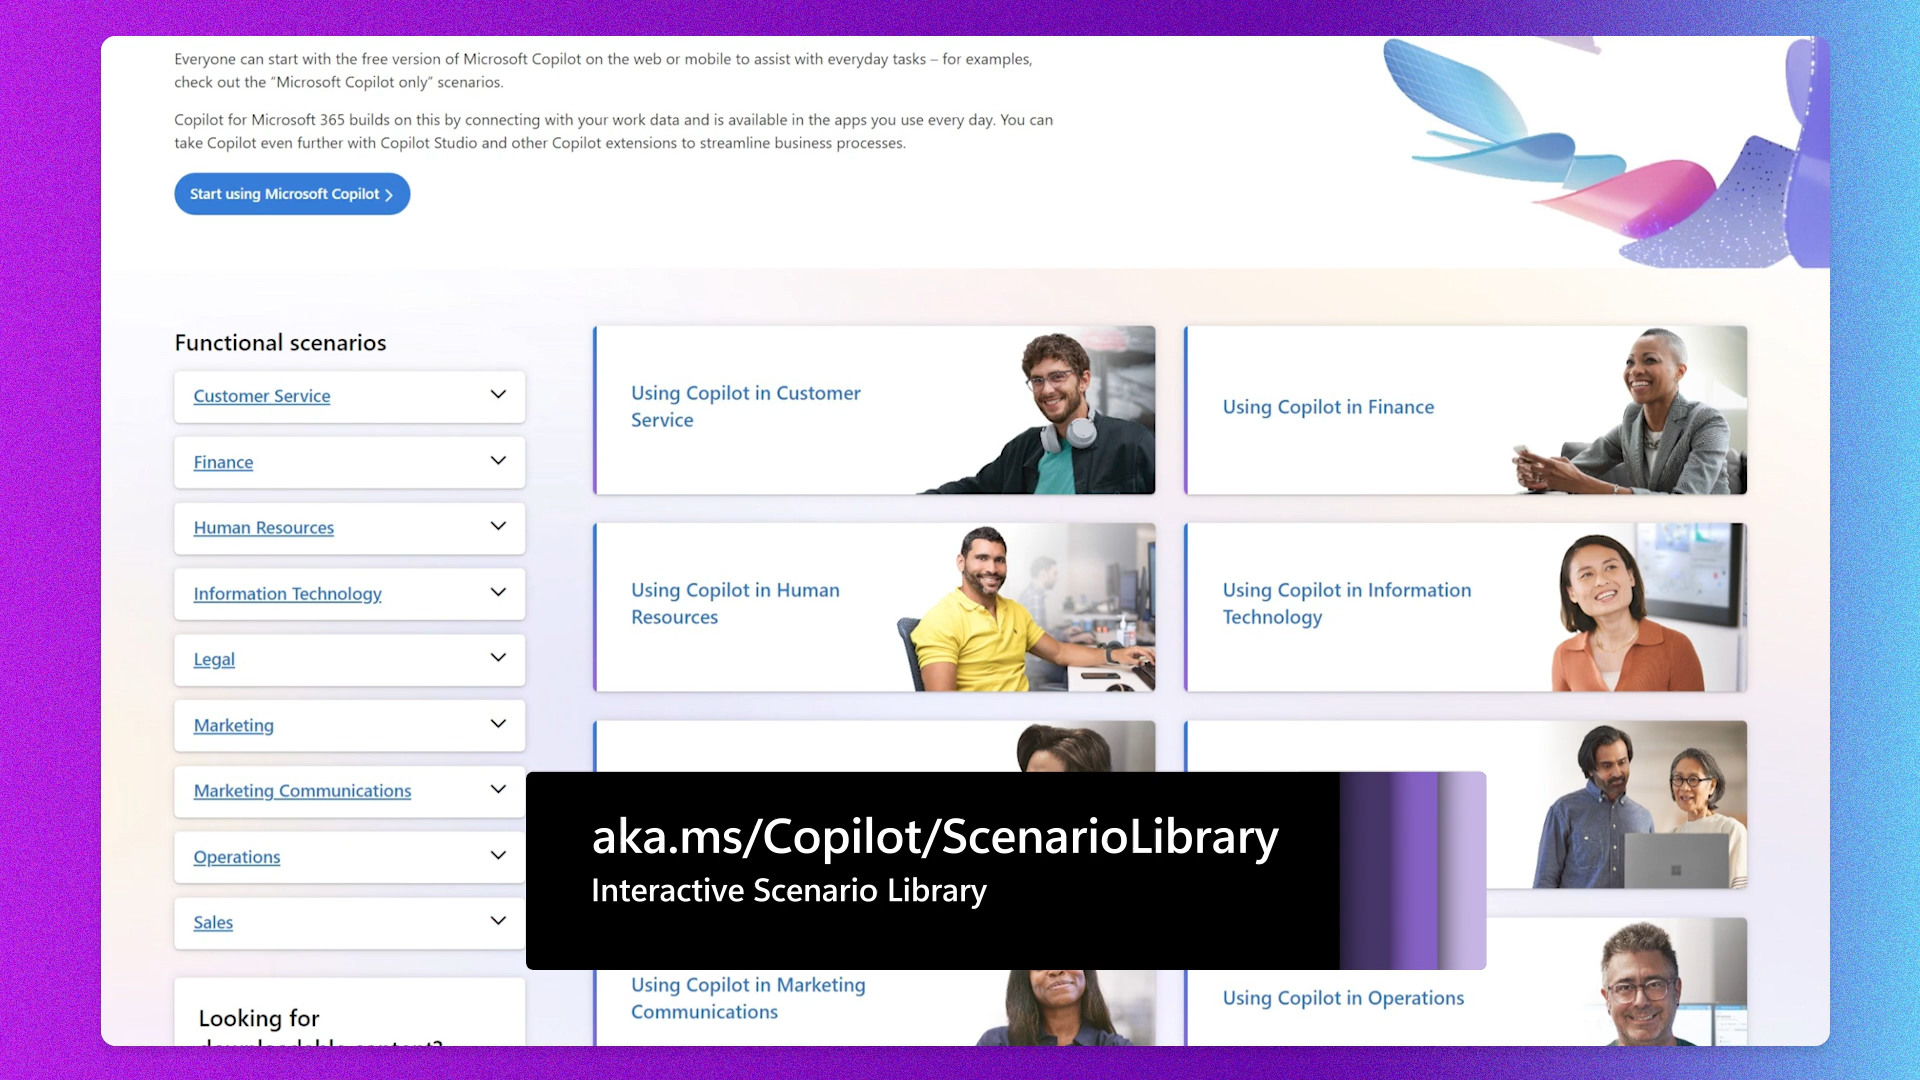 Everyone can start with the free version of Microsoft Copilot on the web or mobile to assist with everyday tasks – for examples,
check out the “Microsoft Copilot only” scenarios.
Copilot for Microsoft 365 builds on this by connecting with your work data and is available in the apps you use every day. You can
take Copilot even further with Copilot Studio and other Copilot extensions to streamline business processes.
Start using Microsoft Copilot
Functional scenarios
Customer Service
Finance
Human Resources
Information Technology
Legal
Marketing
Marketing Communications
Operations
Sales
Looking for
downloadable content?
Using Copilot in Customer
Service
Using Copilot in Finance
Using Copilot in Human
Resources
Using Copilot in Information
Technology
aka.ms/Copilot/ScenarioLibrary
Interactive Scenario Library
Using Copilot in Marketing
Communications
Using Copilot in Operations